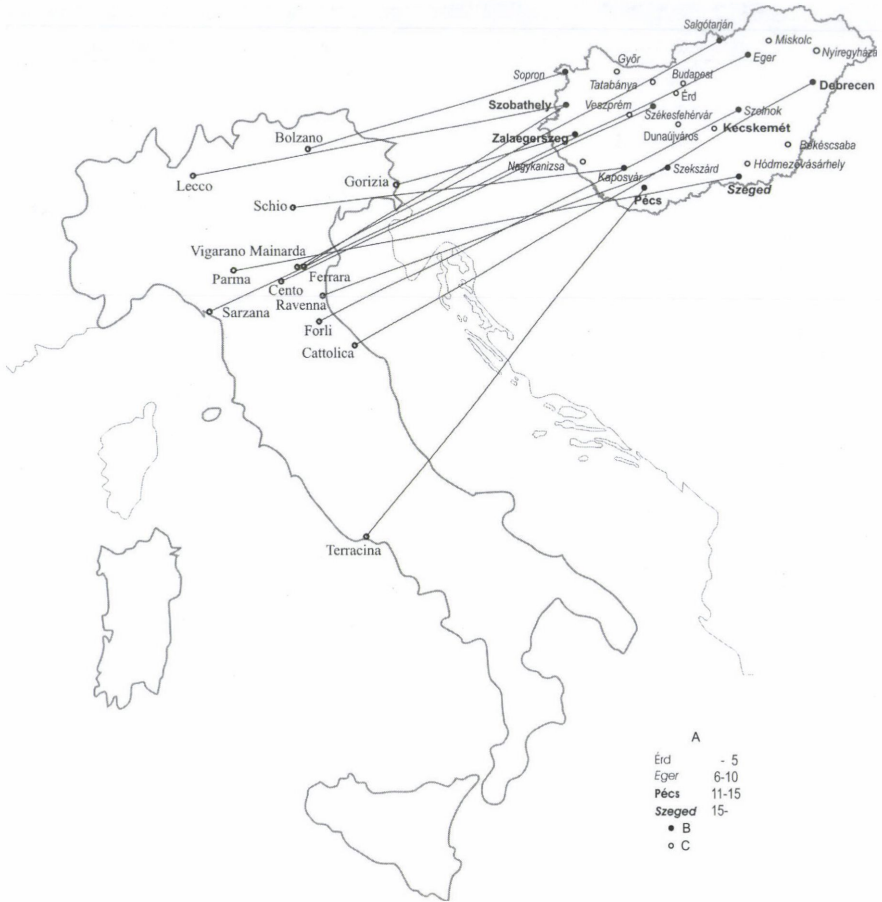 Salgótarján
Miskolc
Győr
Eger
Nyíregyháza
Sopron
Tatabánya
Budapest
Debrecen
Érd
Szobathely
Veszprém
Szolnok
Székesfehérvár
Kecskemét
Bolzano
Zalaegerszeg
Dunaújváros
Békéscsaba
Nagykanizsa
Hódmezővásárhely
Lecco
Gorizia
Kaposvár
Szekszárd
Szeged
Pécs
Schio
Vigarano Mainarda
Parma
Ferrara
Cento
Ravenna
Sarzana
Forli
Cattolica
Terracina
A
Érd - 5
Eger 6-10
Pécs 11-15
Szeged 15-
B
C